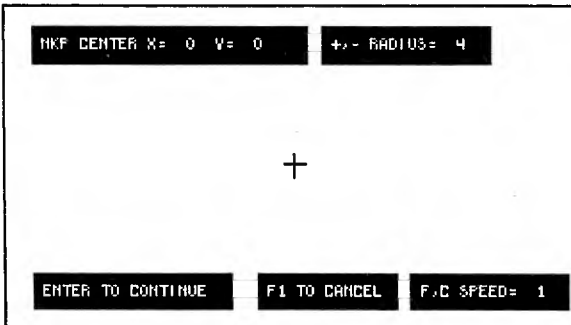 NKP CENTER X= 0 Y= 0
+,- RADIUS= 4
ENTER TO CONTINUE
F1 TO CANCEL
F,C SPEED= 1